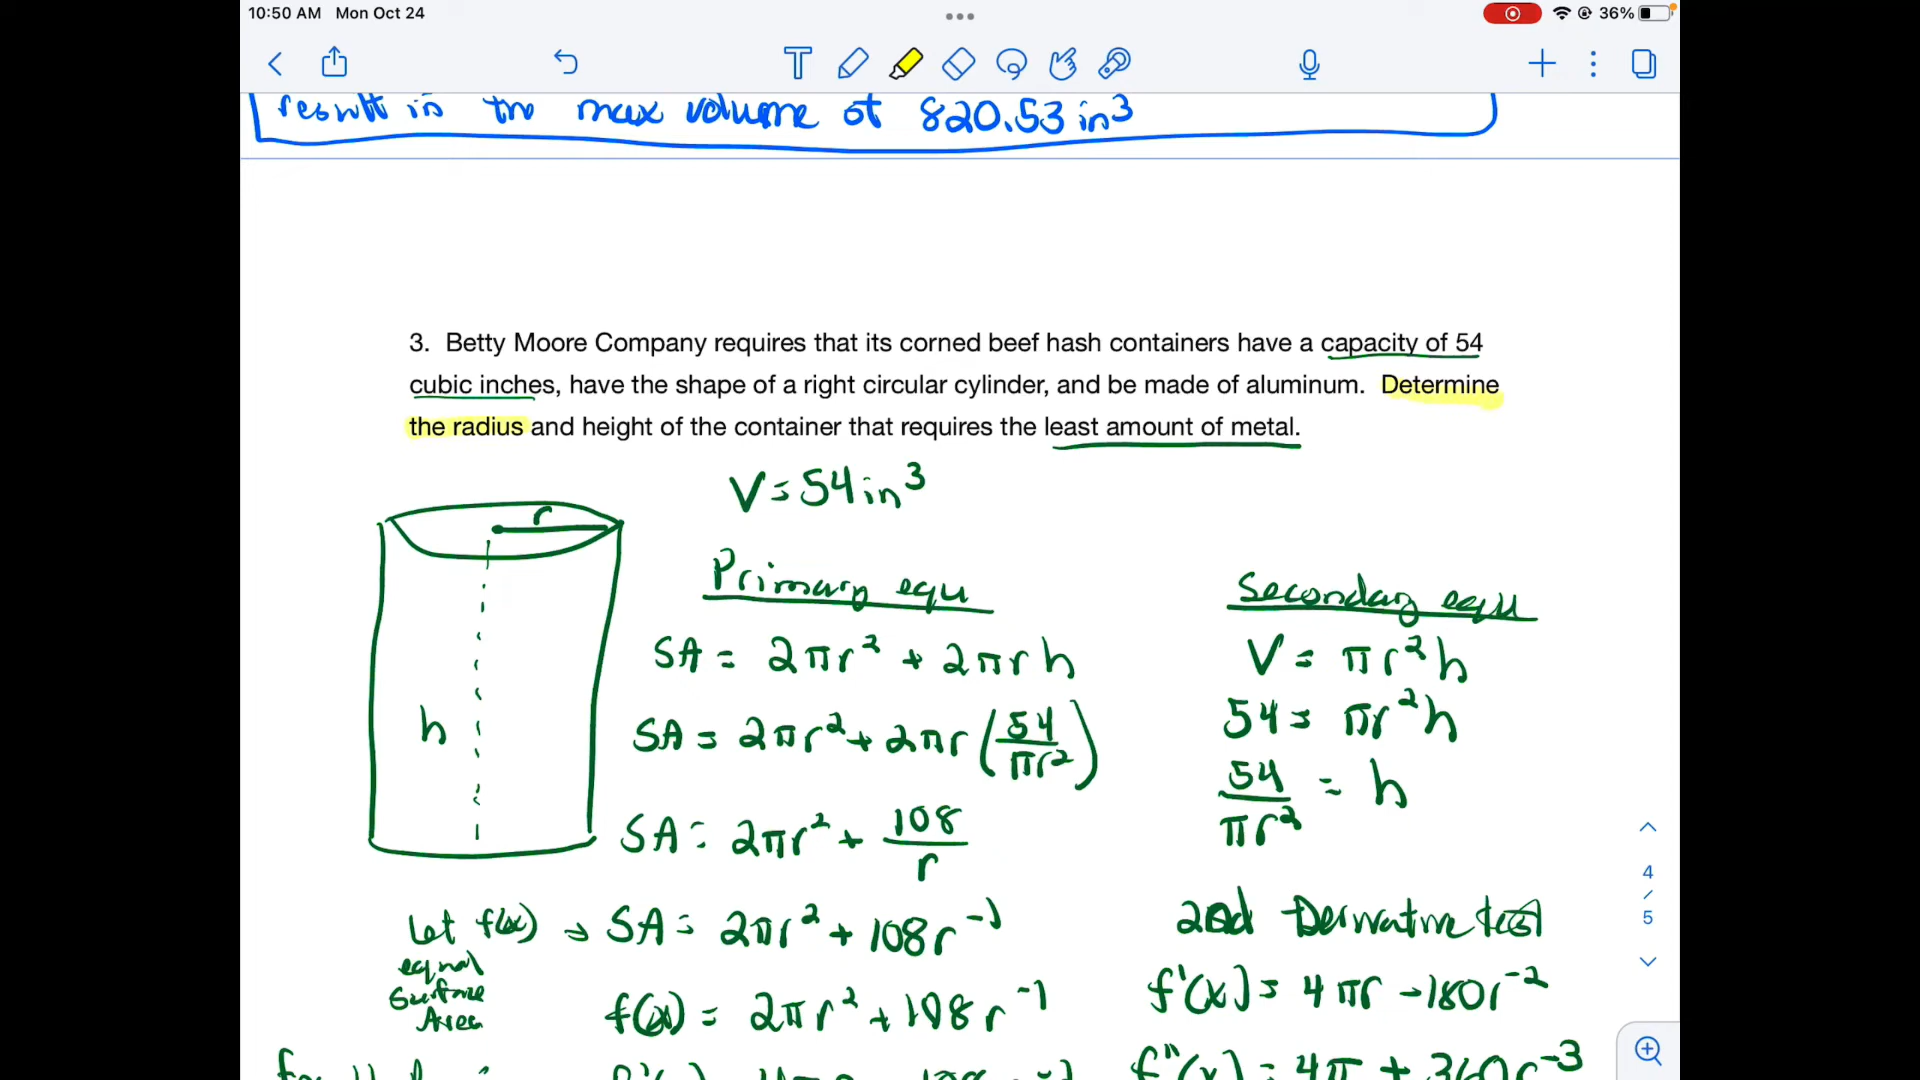 10:50 AM Mon Oct 24
36%
result in the max volume of 820.53 in³
3. Betty Moore Company requires that its corned beef hash containers have a capacity of 54
cubic inches, have the shape of a right circular cylinder, and be made of aluminum. Determine
the radius and height of the container that requires the least amount of metal.
V = 54 in³
r
h
Primary equ
SA = 2πr² + 2πrh
SA = 2πr² + 2πr (54/πr²)
SA = 2πr² + 108/r
Let f(x) → SA = 2πr² + 108r⁻¹
equal
Surface
Area
f(x) = 2πr² + 108r⁻¹
Secondary equ
V = πr²h
54 = πr²h
54/πr² = h
2nd Derivative test
f'(x) = 4πr - 180r⁻²
f"(x) = 4π + 360r⁻³
4
/
5